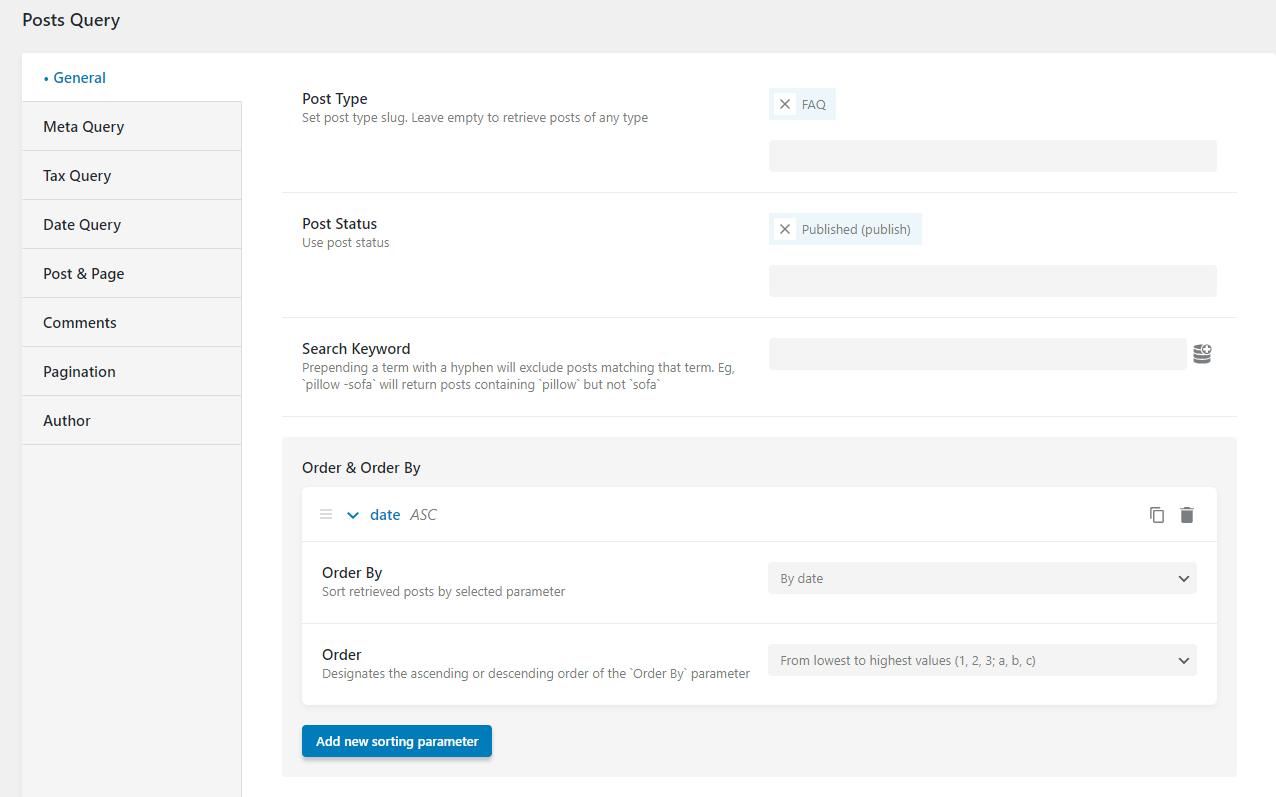 Posts Query
• General
Meta Query
Tax Query
Date Query
Post & Page
Comments
Pagination
Author
Post Type
Set post type slug. Leave empty to retrieve posts of any type
FAQ
Post Status
Use post status
Published (publish)
Search Keyword
Prepending a term with a hyphen will exclude posts matching that term. Eg,
`pillow -sofa` will return posts containing `pillow` but not `sofa`
Order & Order By
date ASC
Order By
Sort retrieved posts by selected parameter
By date
Order
Designates the ascending or descending order of the `Order By` parameter
From lowest to highest values (1, 2, 3; a, b, c)
Add new sorting parameter